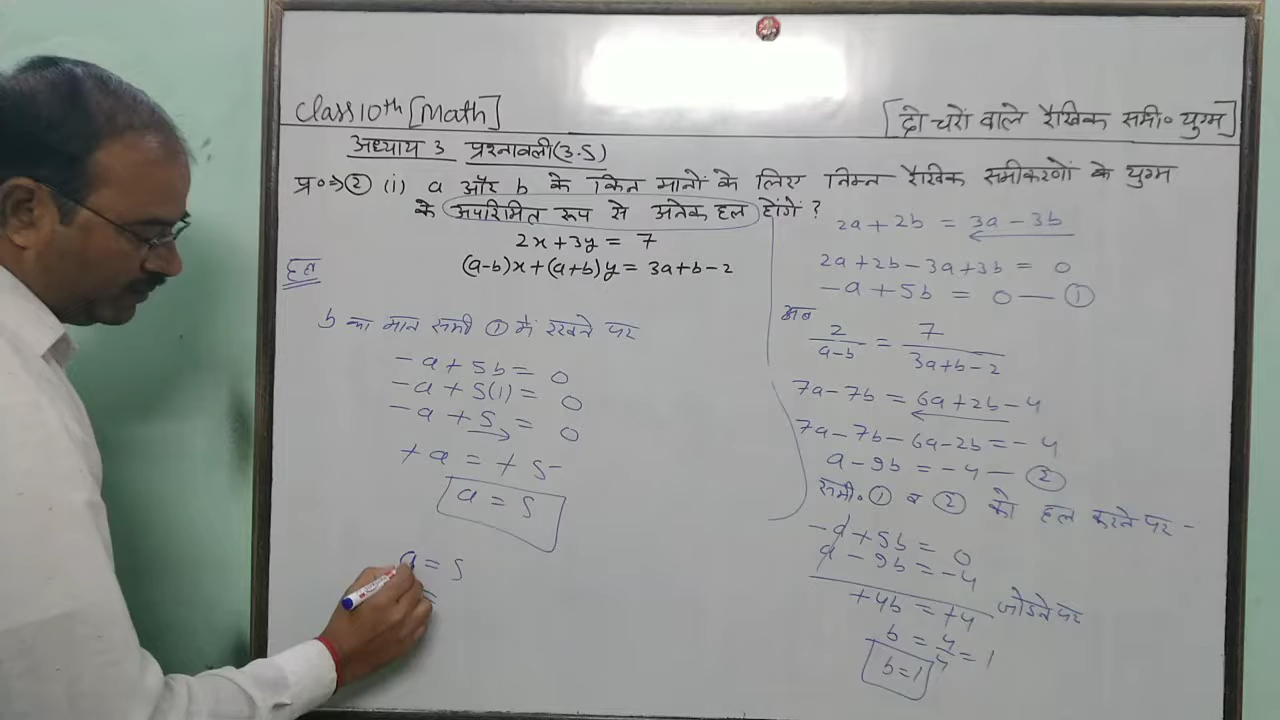 Class 10th [Math]
[दो चरों वाले रैखिक समी० युग्म]
अध्याय 3 प्रश्नावली (3.5)
प्र०⇒② (i) a और b के किन मानों के लिए निम्न रैखिक समीकरणों के युग्म
के अपरिमित रूप से अनेक हल होंगें ?
2x + 3y = 7
(a-b)x + (a+b)y = 3a+b-2
हल
b का मान समी ① में रखने पर
-a + 5b = 0
-a + 5(1) = 0
-a + 5 = 0
+a = +5
a = 5
a = 5
2a + 2b = 3a - 3b
2a + 2b - 3a + 3b = 0
-a + 5b = 0 — ①
अब
2/(a-b) = 7/(3a+b-2)
7a - 7b = 6a + 2b - 4
7a - 7b - 6a - 2b = -4
a - 9b = -4 — ②
समी० ① व ② को हल करने पर -
-a + 5b = 0
a - 9b = -4
+4b = +4 जोडने पर
b = 4/4 = 1
b = 1